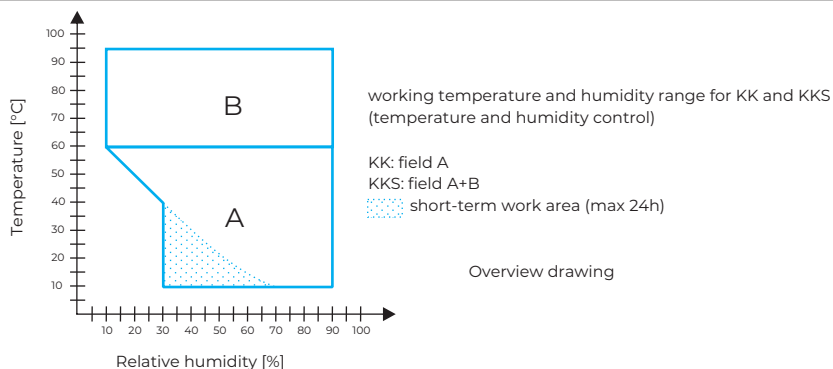 100
90
80
70
60
50
40
30
20
10
Temperature [°C]
B
A
10 20 30 40 50 60 70 80 90 100
Relative humidity [%]
working temperature and humidity range for KK and KKS
(temperature and humidity control)
KK: field A
KKS: field A+B
short-term work area (max 24h)
Overview drawing